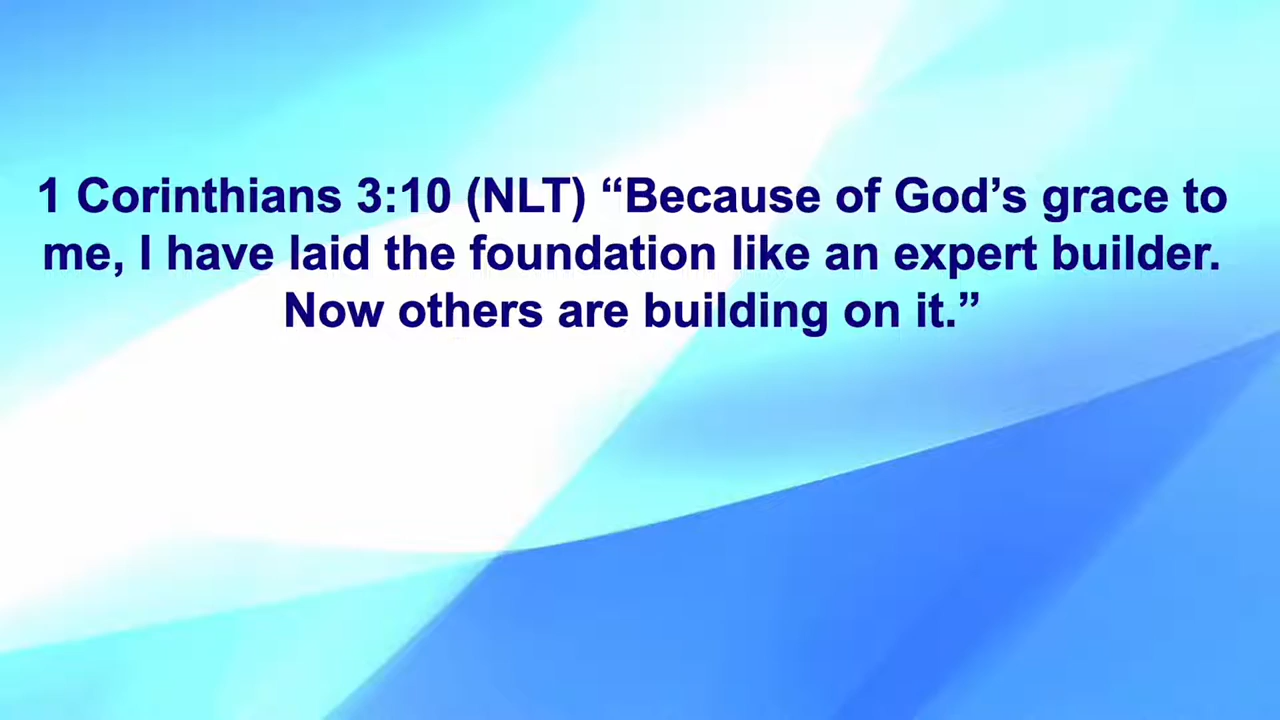 1 Corinthians 3:10 (NLT) “Because of God’s grace to
me, I have laid the foundation like an expert builder.
Now others are building on it.”